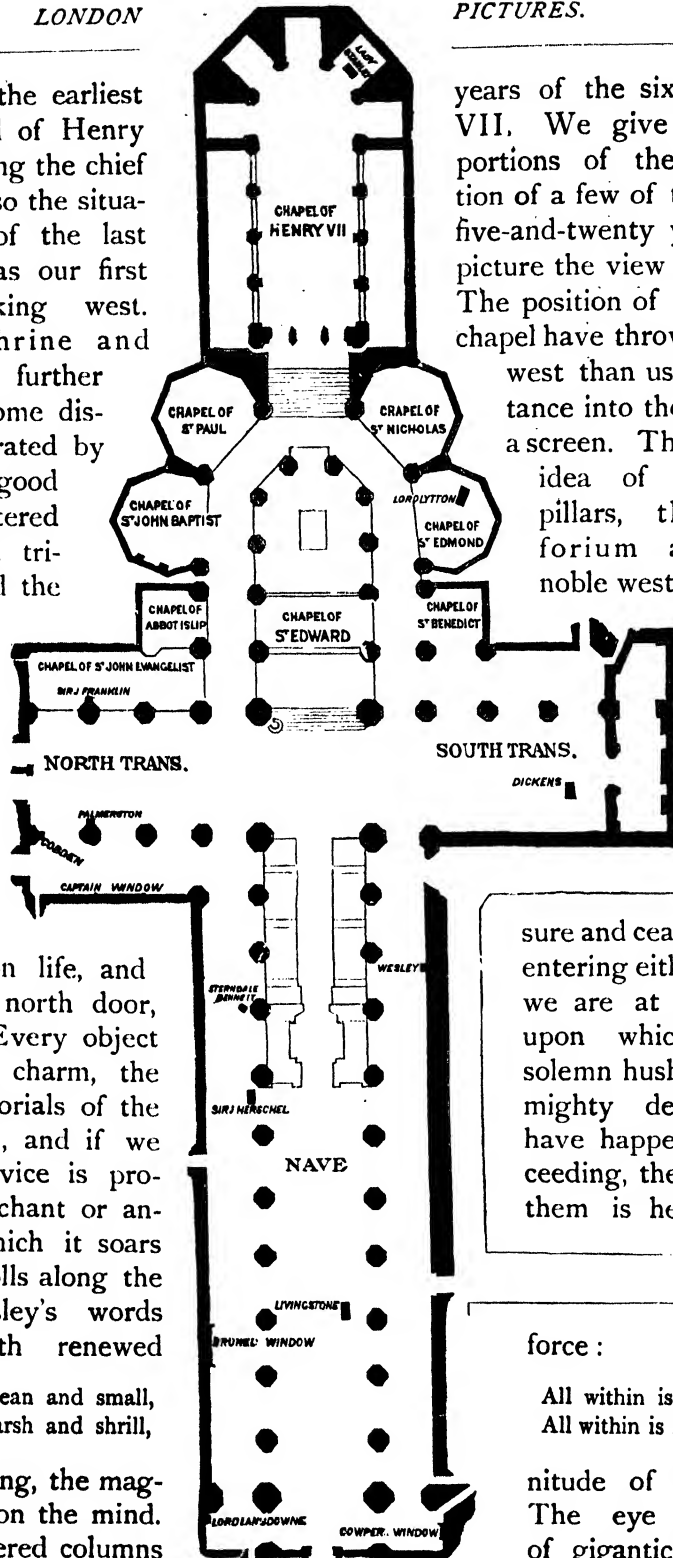 LONDON PICTURES.
the earliest years of the six
l of Henry VII. We give
ng the chief portions of the
so the situa- tion of a few of t
of the last five-and-twenty y
as our first picture the view
king west. The position of
hrine and chapel have throw
further west than us
ome dis- tance into the
rated by a screen. Th
good idea of
tered pillars, th
tri- forium a
l the noble west
LADY STANLEY
CHAPEL OF
HENRY VII
CHAPEL OF
ST PAUL
CHAPEL OF
ST NICHOLAS
LORD LYTTON
CHAPEL OF
ST JOHN BAPTIST
CHAPEL OF
ST EDMOND
CHAPEL OF
ABBOT ISLIP
CHAPEL OF
ST EDWARD
CHAPEL OF
ST BENEDICT
CHAPEL OF ST JOHN EVANGELIST
SIR J FRANKLIN
NORTH TRANS.
SOUTH TRANS.
DICKENS
PALMERSTON
COBDEN
CAPTAIN WINDOW
WESLEY
STERNDALE
BENNETT
SIR J HERSCHEL
NAVE
LIVINGSTONE
BRUNEL WINDOW
LORD LANSDOWNE
COWPER. WINDOW
n life, and sure and cea
north door, entering eith
Every object we are at
charm, the upon whic
orials of the solemn hush
, and if we mighty de
vice is pro- have happe
chant or an- ceeding, the
hich it soars them is he
lls along the
sley's words
th renewed force :
ean and small, All within is
arsh and shrill, All within is
ng, the mag- nitude of
on the mind. The eye
ered columns of gigantic